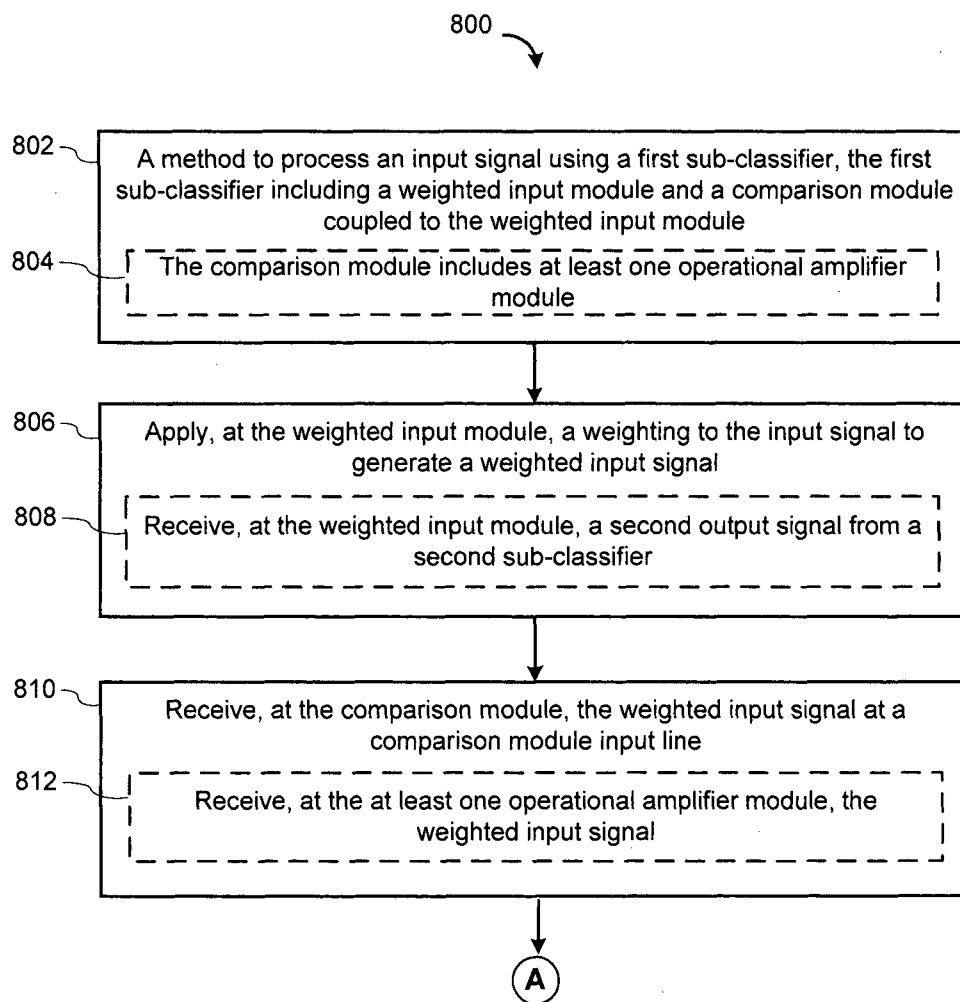 800
802
A method to process an input signal using a first sub-classifier, the first
sub-classifier including a weighted input module and a comparison module
coupled to the weighted input module
804
The comparison module includes at least one operational amplifier
module
806
Apply, at the weighted input module, a weighting to the input signal to
generate a weighted input signal
808
Receive, at the weighted input module, a second output signal from a
second sub-classifier
810
Receive, at the comparison module, the weighted input signal at a
comparison module input line
812
Receive, at the at least one operational amplifier module, the
weighted input signal
A